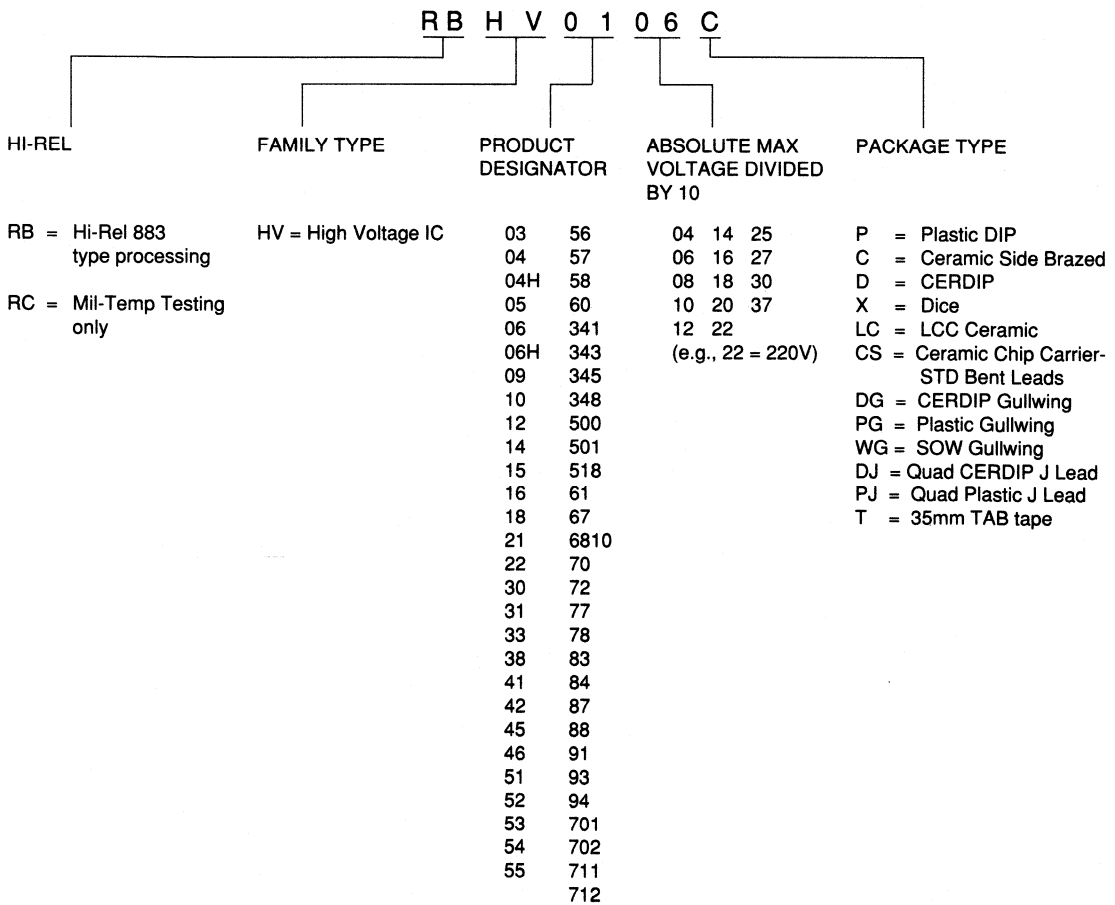 RB HV 01 06 C
HI-REL
RB = Hi-Rel 883
type processing
RC = Mil-Temp Testing
only
FAMILY TYPE
HV = High Voltage IC
PRODUCT
DESIGNATOR
03 56
04 57
04H 58
05 60
06 341
06H 343
09 345
10 348
12 500
14 501
15 518
16 61
18 67
21 6810
22 70
30 72
31 77
33 78
38 83
41 84
42 87
45 88
46 91
51 93
52 94
53 701
54 702
55 711
712
ABSOLUTE MAX
VOLTAGE DIVIDED
BY 10
04 14 25
06 16 27
08 18 30
10 20 37
12 22
(e.g., 22 = 220V)
PACKAGE TYPE
P = Plastic DIP
C = Ceramic Side Brazed
D = CERDIP
X = Dice
LC = LCC Ceramic
CS = Ceramic Chip Carrier-
STD Bent Leads
DG = CERDIP Gullwing
PG = Plastic Gullwing
WG = SOW Gullwing
DJ = Quad CERDIP J Lead
PJ = Quad Plastic J Lead
T = 35mm TAB tape